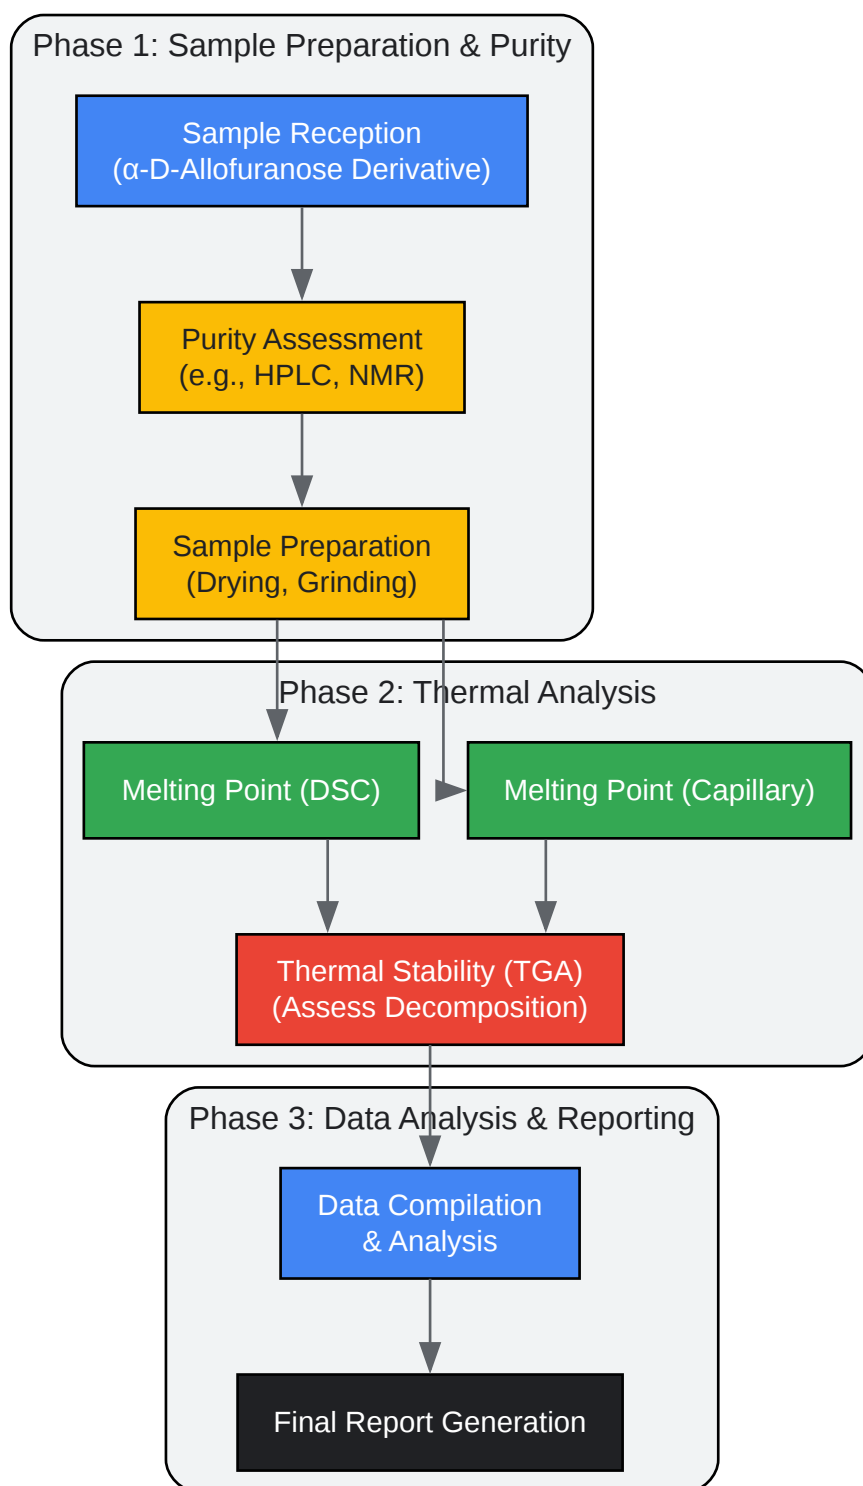 Phase 1: Sample Preparation & Purity
Sample Reception
(α-D-Allofuranose Derivative)
Purity Assessment
(e.g., HPLC, NMR)
Sample Preparation
(Drying, Grinding)
Phase 2: Thermal Analysis
Melting Point (DSC)
Melting Point (Capillary)
Thermal Stability (TGA)
(Assess Decomposition)
Phase 3: Data Analysis & Reporting
Data Compilation
& Analysis
Final Report Generation